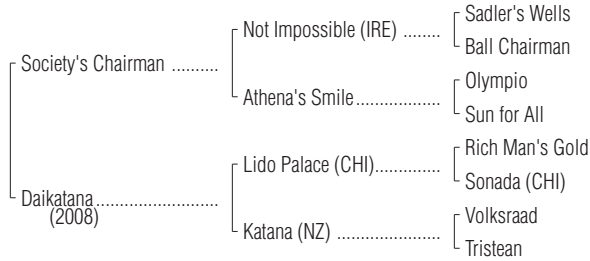 Sadler's Wells
Not Impossible (IRE) ........
Ball Chairman
Society's Chairman ..........
Olympio
Athena's Smile..................
Sun for All
Rich Man's Gold
Lido Palace (CHI)..............
Sonada (CHI)
Daikatana..........................
(2008)
Volksraad
Katana (NZ) ......................
Tristean